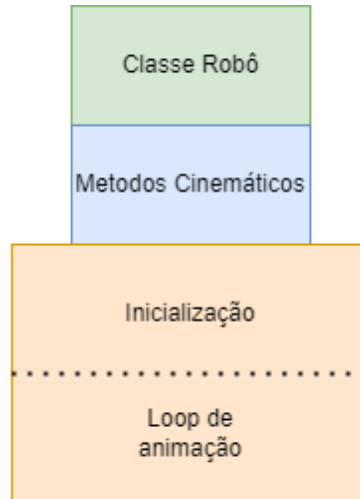 Classe Robô
Metodos Cinemáticos
Inicialização
Loop de
animação